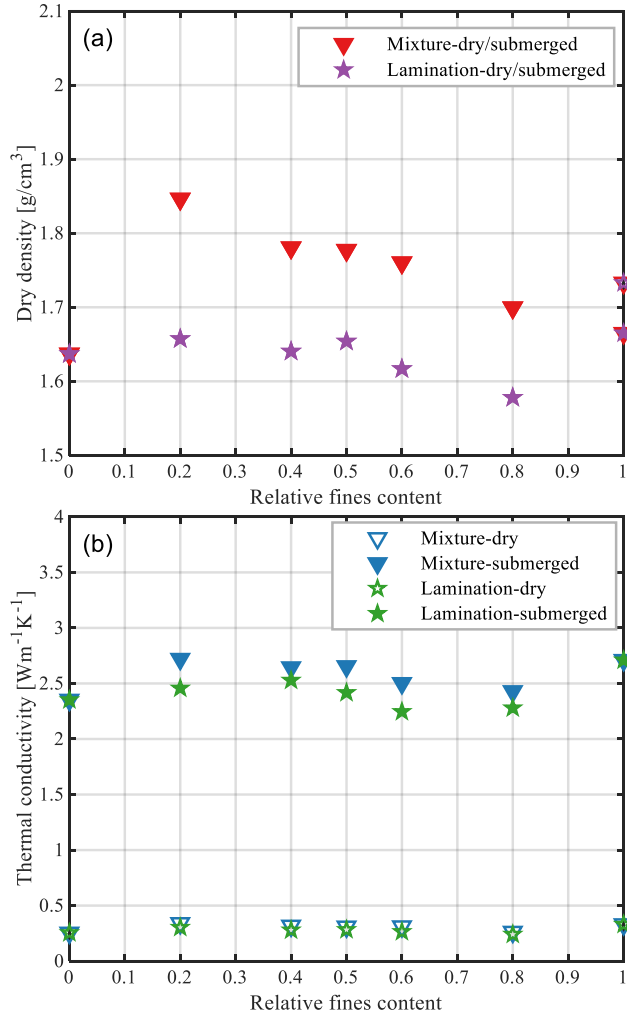 (a)
Mixture-dry/submerged
Lamination-dry/submerged
2.1
2
1.9
1.8
1.7
1.6
1.5
Dry density [g/cm³]
0 0.1 0.2 0.3 0.4 0.5 0.6 0.7 0.8 0.9 1
Relative fines content
(b)
Mixture-dry
Mixture-submerged
Lamination-dry
Lamination-submerged
4
3.5
3
2.5
2
1.5
1
0.5
0
Thermal conductivity [Wm⁻¹K⁻¹]
0 0.1 0.2 0.3 0.4 0.5 0.6 0.7 0.8 0.9 1
Relative fines content